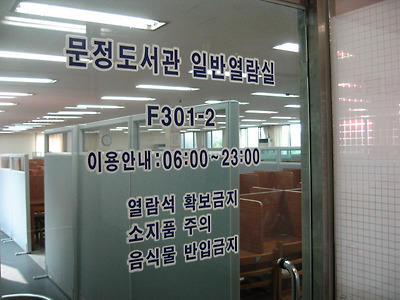 문정도서관 일반열람실
F301-2
이용안내:06:00~23:00
열람석 확보금지
소지품 주의
음식물 반입금지